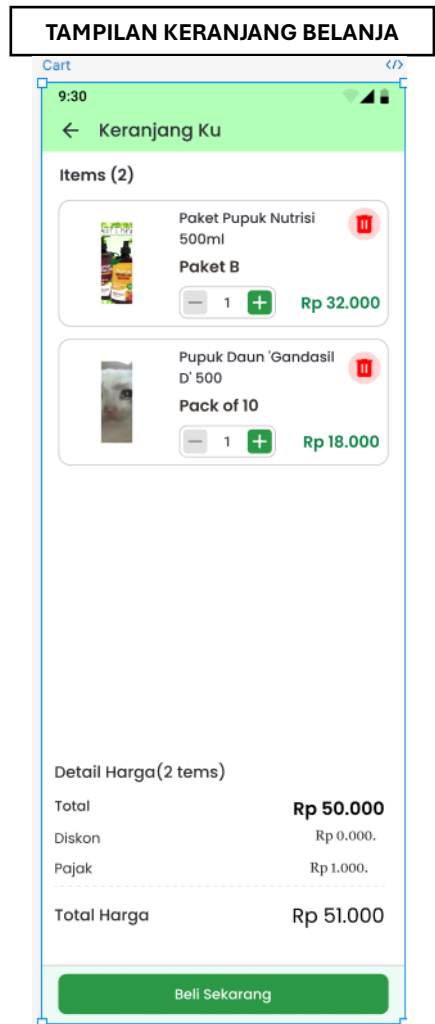 TAMPILAN KERANJANG BELANJA
Cart </>
9:30
Keranjang Ku
Items (2)
Paket Pupuk Nutrisi
500ml
Paket B
1
Rp 32.000
Pupuk Daun 'Gandasil
D' 500
Pack of 10
1
Rp 18.000
Detail Harga(2 tems)
Total Rp 50.000
Diskon Rp 0.000.
Pajak Rp 1.000.
Total Harga Rp 51.000
Beli Sekarang